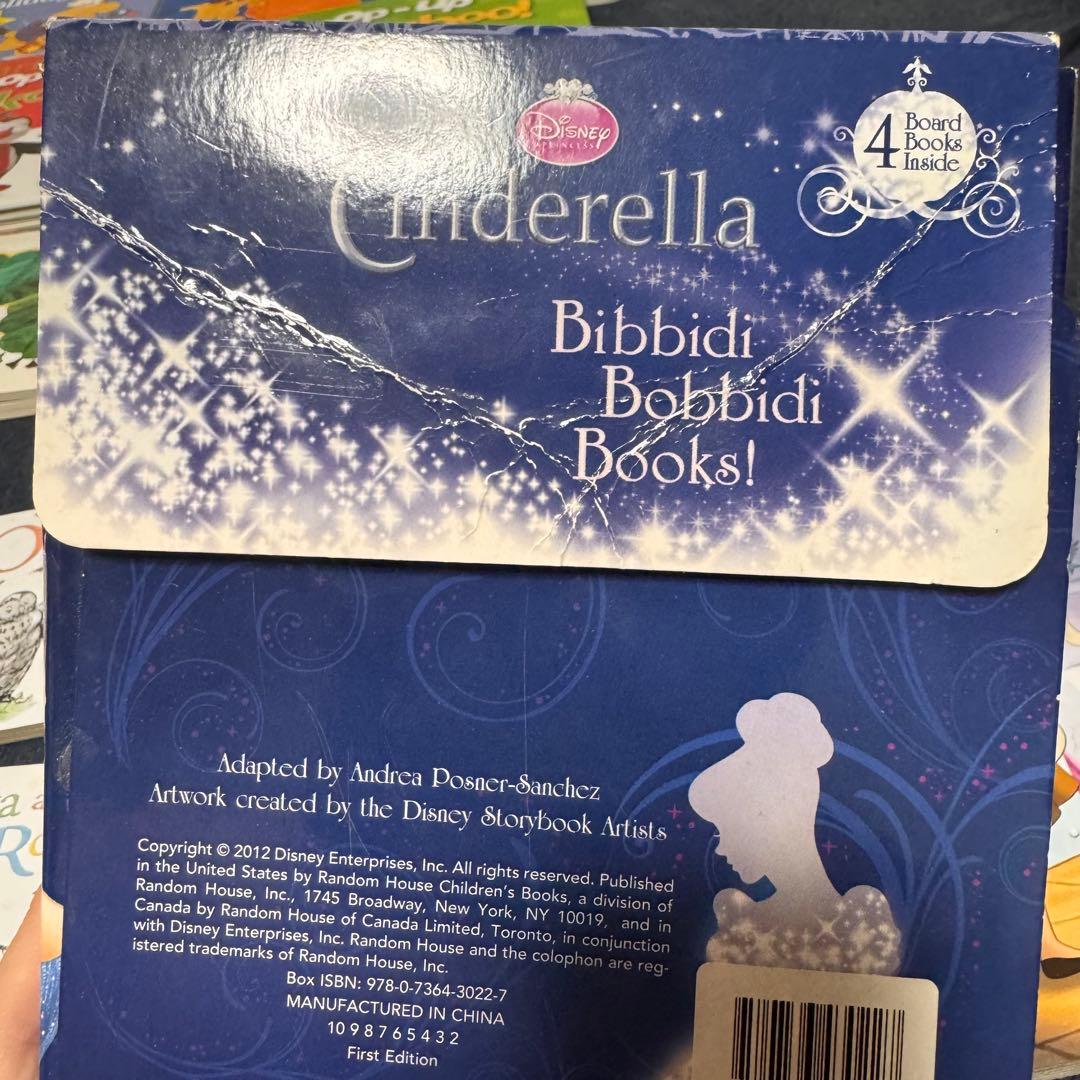 op-up
boo!
DISNEY
PRINCESS
4 Board
Books
Inside
Cinderella
Bibbidi
Bobbidi
Books!
Adapted by Andrea Posner-Sanchez
Artwork created by the Disney Storybook Artists
Copyright © 2012 Disney Enterprises, Inc. All rights reserved. Published
in the United States by Random House Children's Books, a division of
Random House, Inc., 1745 Broadway, New York, NY 10019, and in
Canada by Random House of Canada Limited, Toronto, in conjunction
with Disney Enterprises, Inc. Random House and the colophon are reg-
istered trademarks of Random House, Inc.
Box ISBN: 978-0-7364-3022-7
MANUFACTURED IN CHINA
10 9 8 7 6 5 4 3 2
First Edition